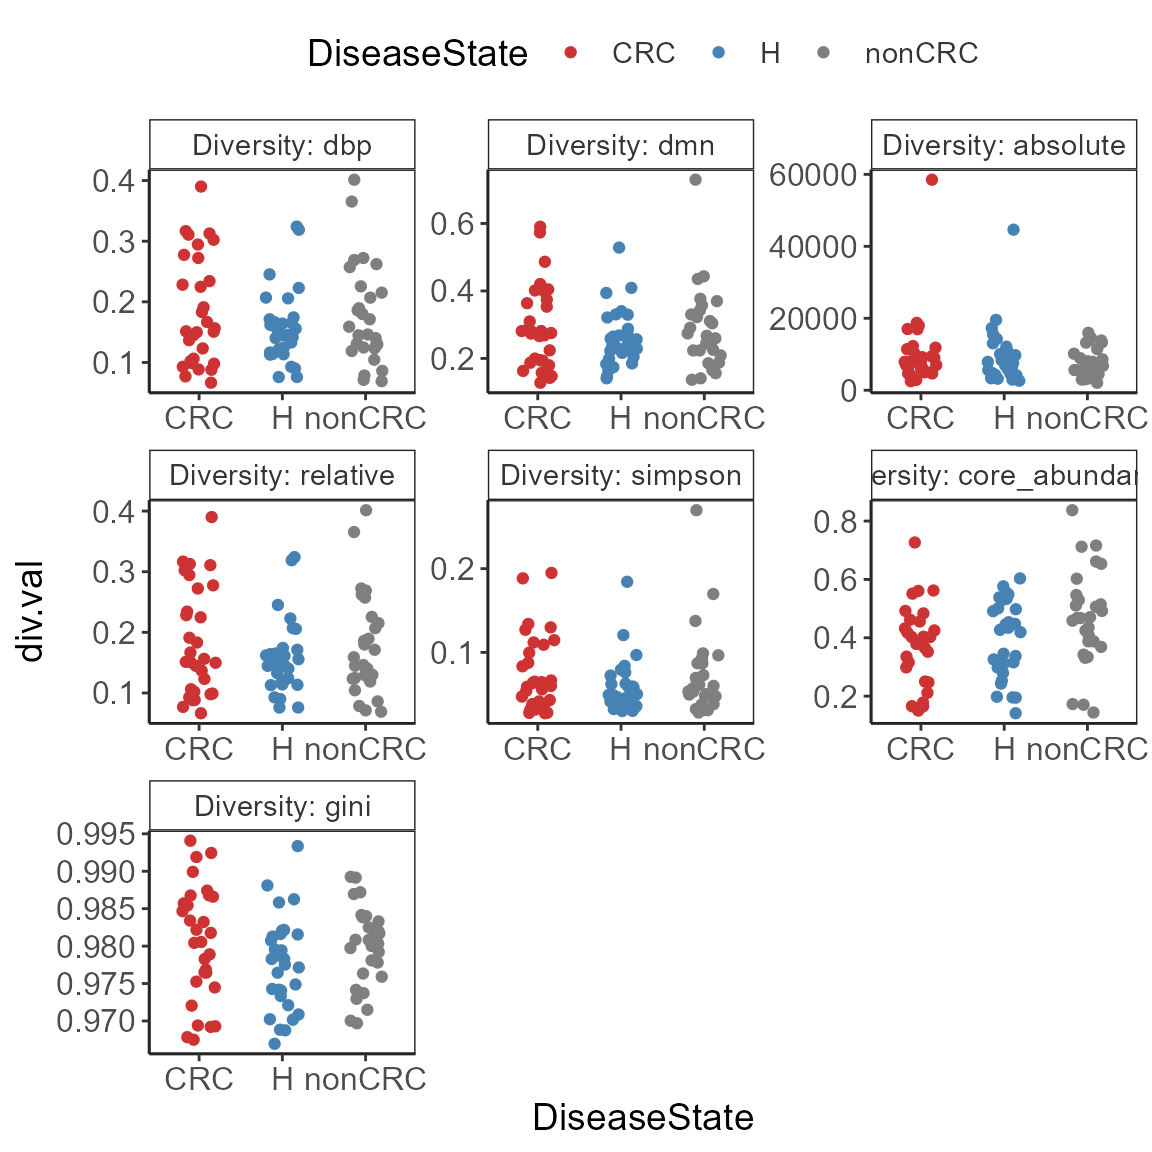 DiseaseState CRC H nonCRC
Diversity: dbp
0.4
0.3
0.2
0.1
CRC H nonCRC
Diversity: dmn
0.6
0.4
0.2
CRC H nonCRC
Diversity: absolute
60000
40000
20000
0
CRC H nonCRC
div.val
Diversity: relative
0.4
0.3
0.2
0.1
CRC H nonCRC
Diversity: simpson
0.2
0.1
CRC H nonCRC
ersity: core_abundar
0.8
0.6
0.4
0.2
CRC H nonCRC
Diversity: gini
0.995
0.990
0.985
0.980
0.975
0.970
CRC H nonCRC
DiseaseState